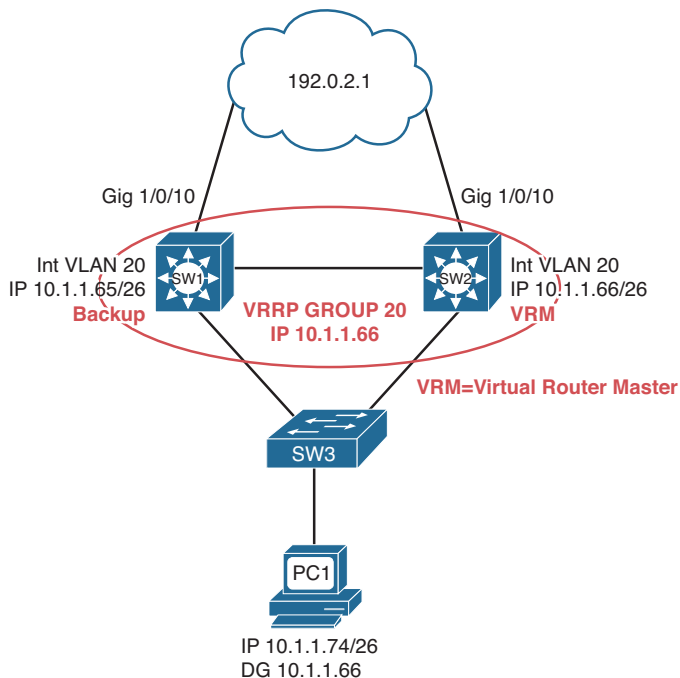 192.0.2.1
Gig 1/0/10
Gig 1/0/10
Int VLAN 20
IP 10.1.1.65/26
Backup
SW1
VRRP GROUP 20
IP 10.1.1.66
SW2
Int VLAN 20
IP 10.1.1.66/26
VRM
VRM=Virtual Router Master
SW3
PC1
IP 10.1.1.74/26
DG 10.1.1.66